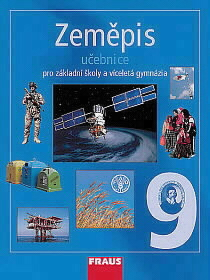 Zeměpis
učebnice
pro základní školy a víceletá gymnázia
9
FRAUS